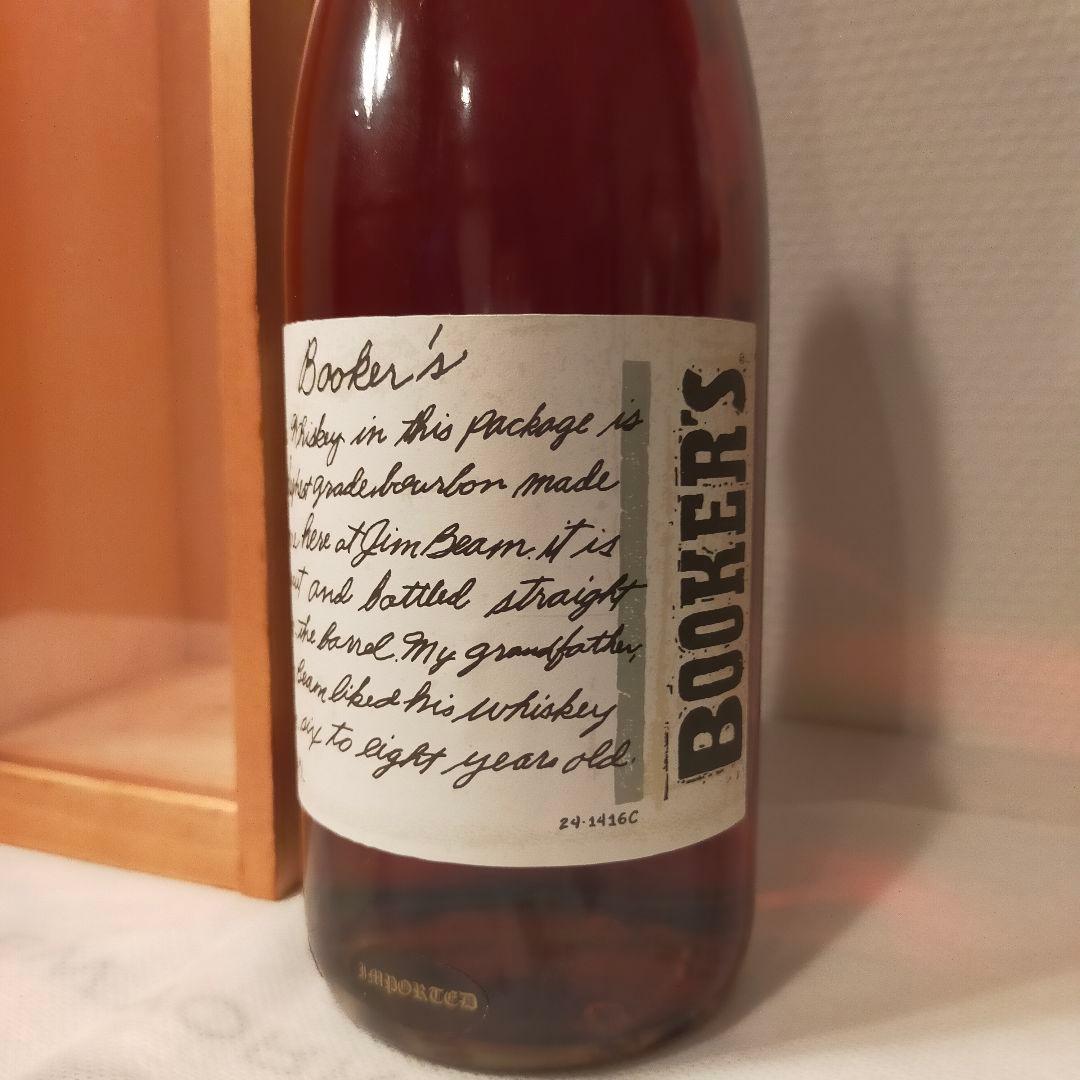 Booker's
Whiskey in this package is
grade bourbon made
here at Jim Beam. it is
and bottled straight
the barrel. My grandfather,
Beam liked his whiskey
six to eight years old.
24-1416C
BOOKER'S
IMPORTED